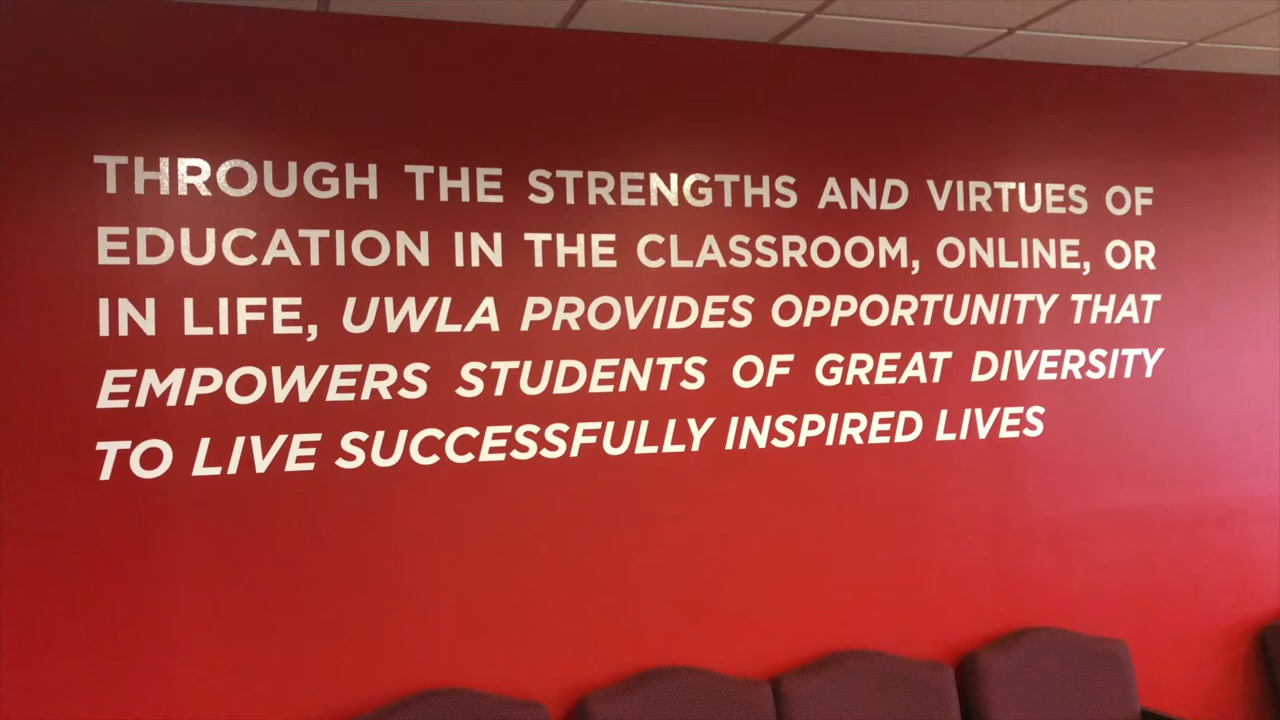 THROUGH THE STRENGTHS AND VIRTUES OF
EDUCATION IN THE CLASSROOM, ONLINE, OR
IN LIFE, UWLA PROVIDES OPPORTUNITY THAT
EMPOWERS STUDENTS OF GREAT DIVERSITY
TO LIVE SUCCESSFULLY INSPIRED LIVES